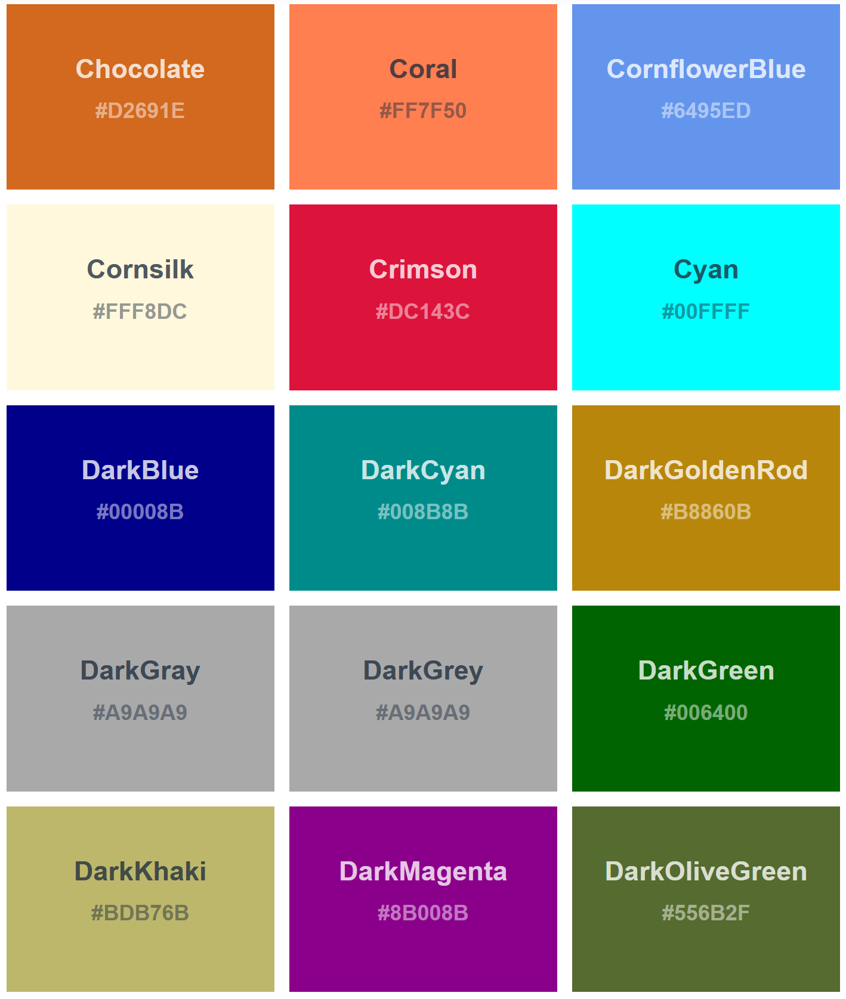 Chocolate
#D2691E
Coral
#FF7F50
CornflowerBlue
#6495ED
Cornsilk
#FFF8DC
Crimson
#DC143C
Cyan
#00FFFF
DarkBlue
#00008B
DarkCyan
#008B8B
DarkGoldenRod
#B8860B
DarkGray
#A9A9A9
DarkGrey
#A9A9A9
DarkGreen
#006400
DarkKhaki
#BDB76B
DarkMagenta
#8B008B
DarkOliveGreen
#556B2F